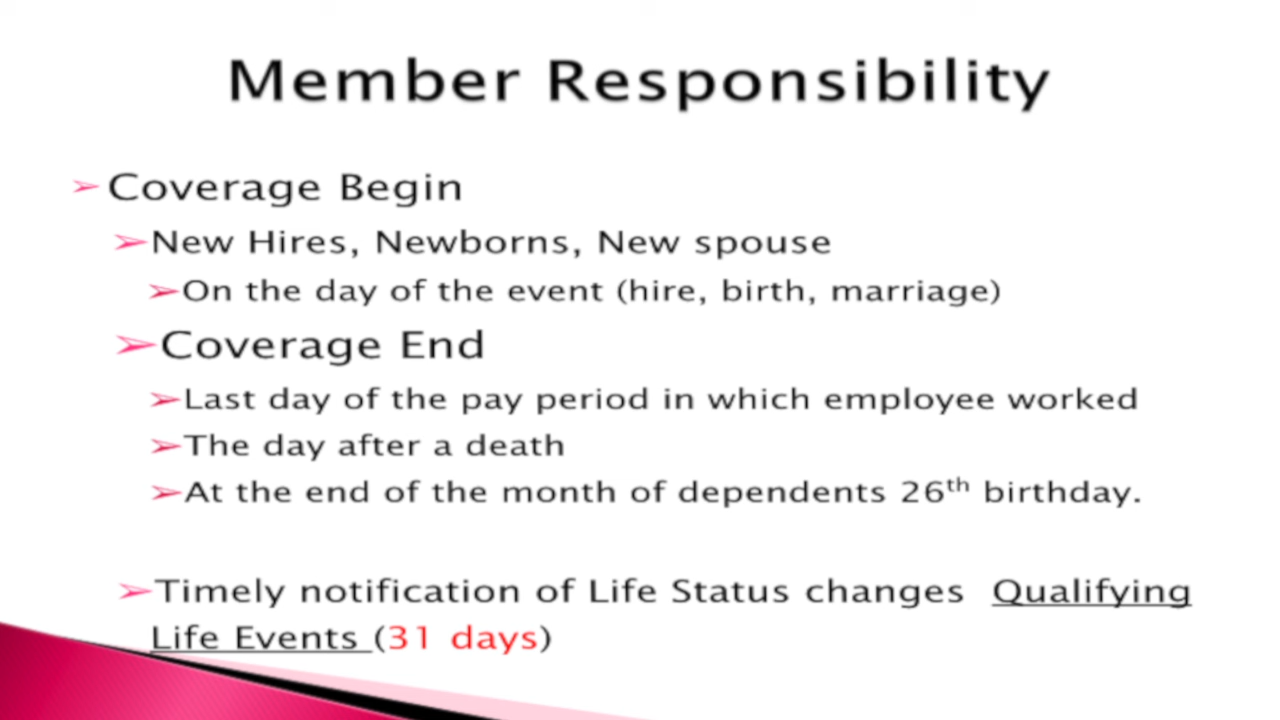 Member Responsibility
➢Coverage Begin
➢New Hires, Newborns, New spouse
➢On the day of the event (hire, birth, marriage)
➢Coverage End
➢Last day of the pay period in which employee worked
➢The day after a death
➢At the end of the month of dependents 26th birthday.
➢Timely notification of Life Status changes Qualifying
Life Events (31 days)